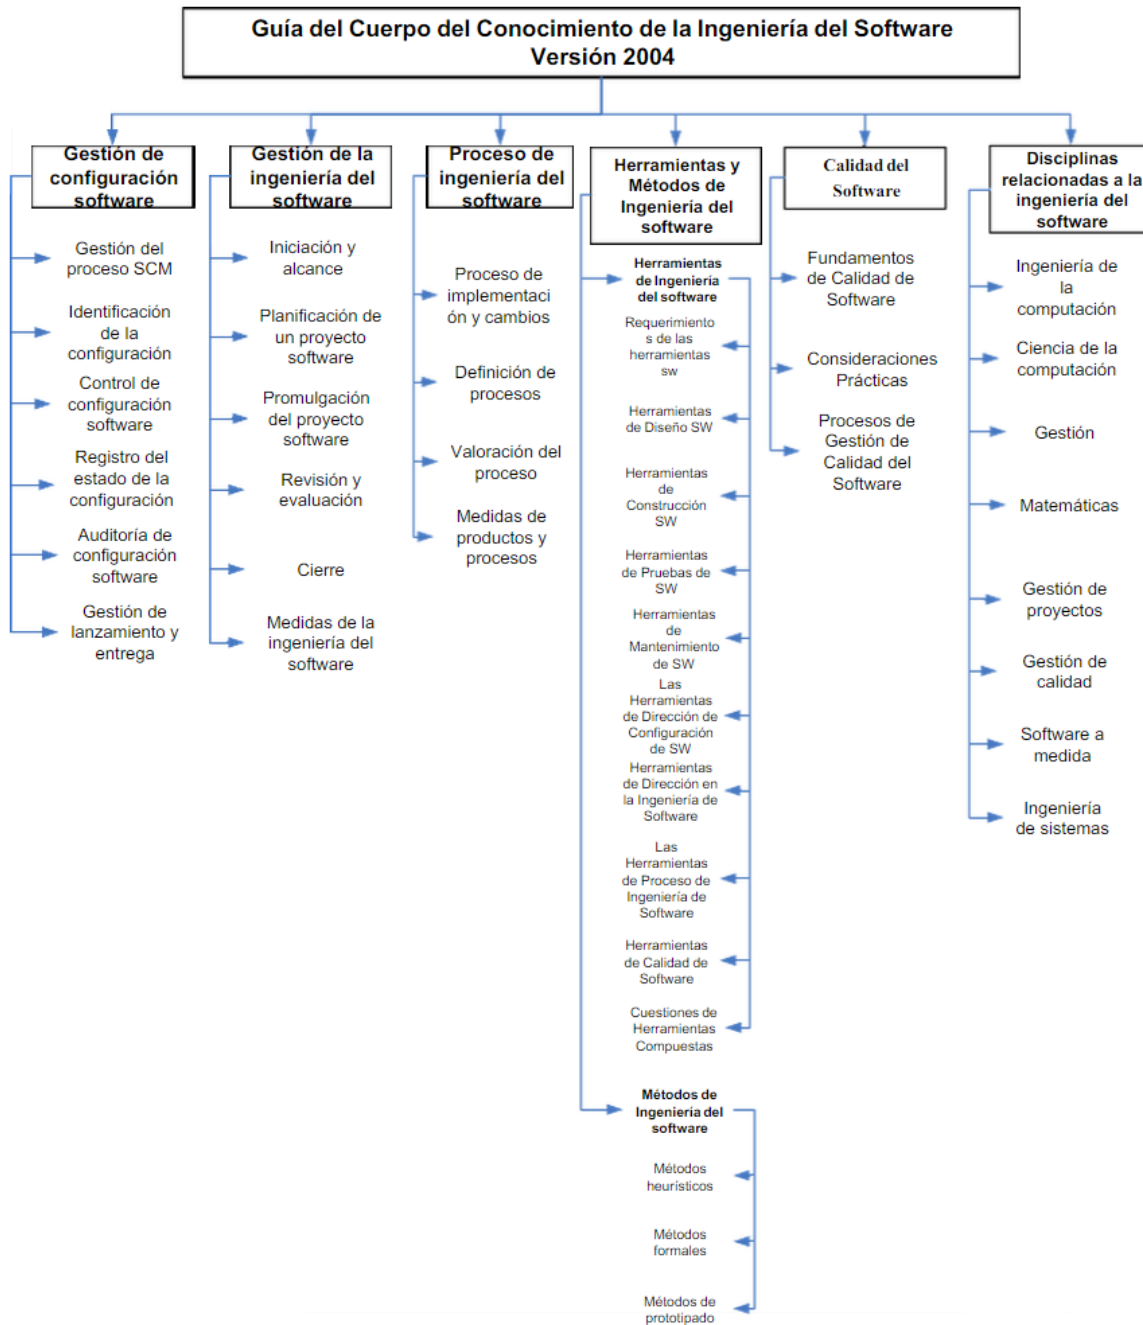 Guía del Cuerpo del Conocimiento de la Ingeniería del Software
Versión 2004
Gestión de
configuración
software
Gestión del
proceso SCM
Identificación
de la
configuración
Control de
configuración
software
Registro del
estado de la
configuración
Auditoría de
configuración
software
Gestión de
lanzamiento y
entrega
Gestión de la
ingeniería del
software
Iniciación y
alcance
Planificación de
un proyecto
software
Promulgación
del proyecto
software
Revisión y
evaluación
Cierre
Medidas de la
ingeniería del
software
Proceso de
ingeniería del
software
Proceso de
implementaci
ón y cambios
Definición de
procesos
Valoración del
proceso
Medidas de
productos y
procesos
Herramientas y
Métodos de
Ingeniería del
software
Herramientas
de Ingeniería
del software
Requerimiento
s de las
herramientas
sw
Herramientas
de Diseño SW
Herramientas
de
Construcción
SW
Herramientas
de Pruebas de
SW
Herramientas
de
Mantenimiento
de SW
Las
Herramientas
de Dirección de
Configuración
de SW
Herramientas
de Dirección en
la Ingeniería de
Software
Las
Herramientas
de Proceso de
Ingeniería de
Software
Herramientas
de Calidad de
Software
Cuestiones de
Herramientas
Compuestas
Métodos de
Ingeniería del
software
Métodos
heurísticos
Métodos
formales
Métodos de
prototipado
Calidad del
Software
Fundamentos
de Calidad de
Software
Consideraciones
Prácticas
Procesos de
Gestión de
Calidad del
Software
Disciplinas
relacionadas a la
ingeniería del
software
Ingeniería de
la
computación
Ciencia de la
computación
Gestión
Matemáticas
Gestión de
proyectos
Gestión de
calidad
Software a
medida
Ingeniería
de sistemas